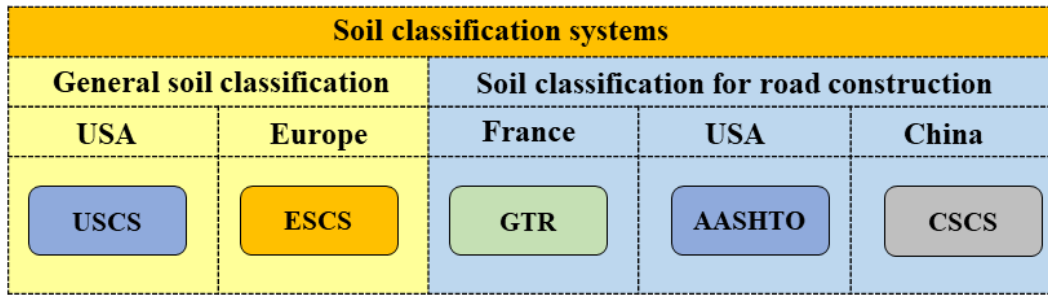 Soil classification systems
General soil classification
Soil classification for road construction
USA
Europe
France
USA
China
USCS
ESCS
GTR
AASHTO
CSCS